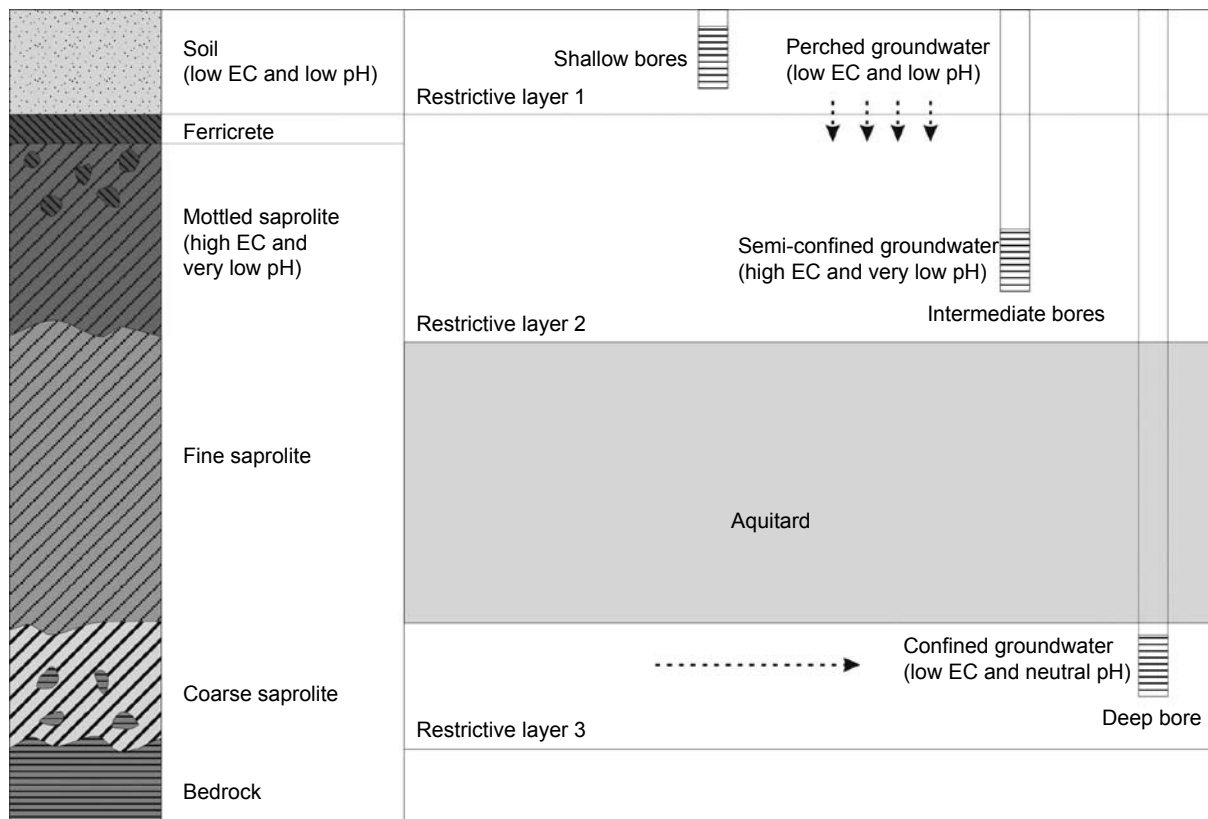 Soil
(low EC and low pH)
Shallow bores
Perched groundwater
(low EC and low pH)
Restrictive layer 1
Ferricrete
Mottled saprolite
(high EC and
very low pH)
Semi-confined groundwater
(high EC and very low pH)
Intermediate bores
Restrictive layer 2
Fine saprolite
Aquitard
Confined groundwater
(low EC and neutral pH)
Coarse saprolite
Deep bore
Restrictive layer 3
Bedrock